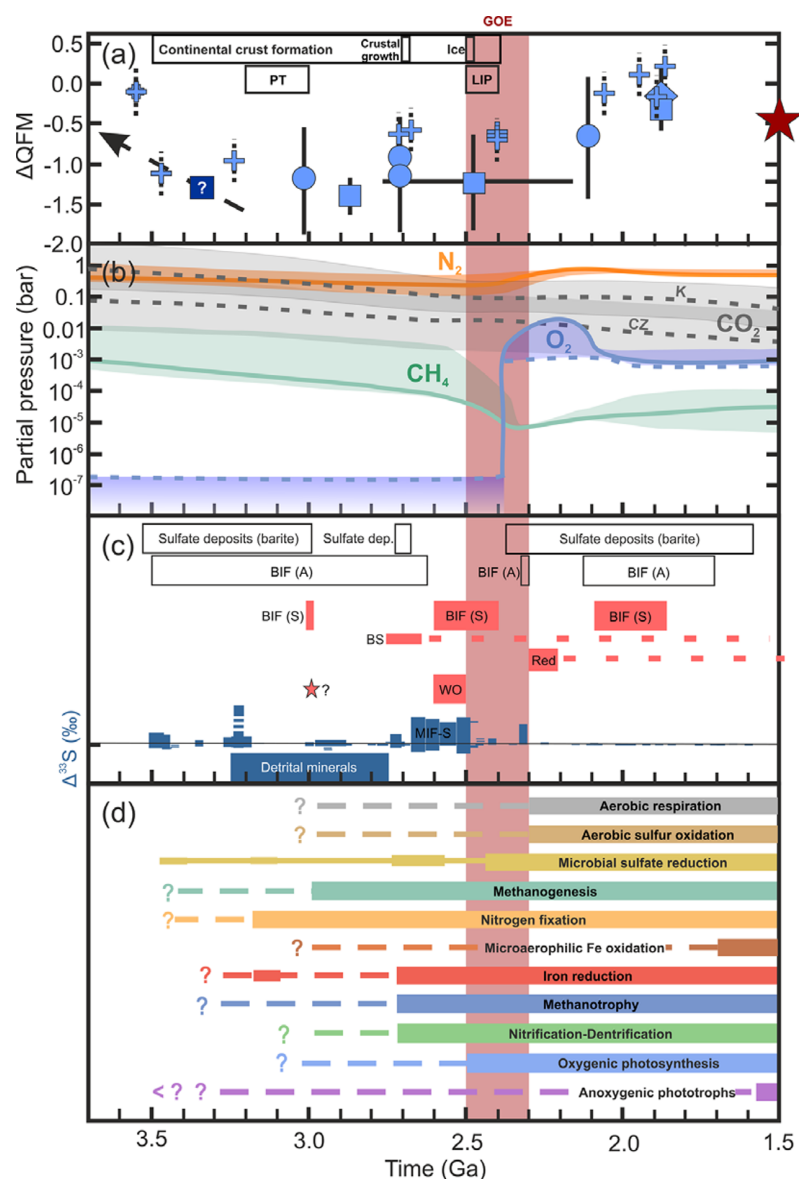 GOE
(a)
Continental crust formation
Crustal
growth
Ice
PT
LIP
?
0.5
0.0
-0.5
-1.0
-1.5
-2.0
ΔQFM
(b)
N2
K
CZ
CO2
O2
CH4
1
0.1
0.01
10-3
10-4
10-5
10-6
10-7
Partial pressure (bar)
(c)
Sulfate deposits (barite)
Sulfate dep.
Sulfate deposits (barite)
BIF (A)
BIF (A)
BIF (A)
BIF (S)
BIF (S)
BIF (S)
BS
Red
?
WO
MIF-S
Detrital minerals
Δ33S (‰)
(d)
? Aerobic respiration
? Aerobic sulfur oxidation
Microbial sulfate reduction
? Methanogenesis
? Nitrogen fixation
? Microaerophilic Fe oxidation
? Iron reduction
? Methanotrophy
? Nitrification-Dentrification
? Oxygenic photosynthesis
< ? ? Anoxygenic phototrophs
3.5 3.0 2.5 2.0 1.5
Time (Ga)